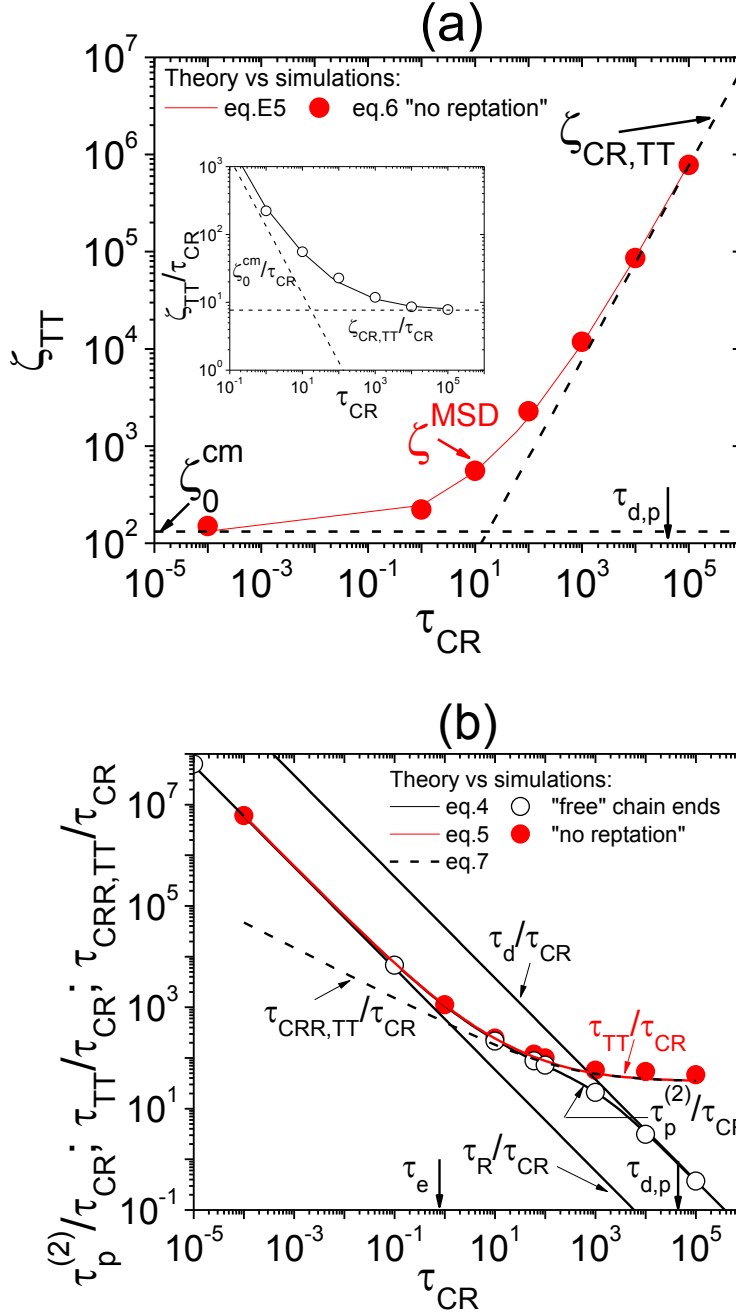 (a)
Theory vs simulations:
eq.E5 eq.6 "no reptation"
ζ_CR,TT
10^7
10^6
10^5
10^4
10^3
10^2
ζ_TT
10^3
10^2
10^1
10^0
ζ_TT/τ_CR
ζ_0^cm/τ_CR
ζ_CR,TT/τ_CR
10^-1 10^1 10^3 10^5
τ_CR
ζ^MSD
ζ_0^cm
τ_d,p
10^-5 10^-3 10^-1 10^1 10^3 10^5
τ_CR
(b)
Theory vs simulations:
eq.4 "free" chain ends
eq.5 "no reptation"
eq.7
10^7
10^5
10^3
10^1
10^-1
τ_p^(2)/τ_CR; τ_TT/τ_CR; τ_CRR,TT/τ_CR
τ_d/τ_CR
τ_CRR,TT/τ_CR
τ_TT/τ_CR
τ_p^(2)/τ_CR
τ_e
τ_R/τ_CR
τ_d,p
10^-5 10^-3 10^-1 10^1 10^3 10^5
τ_CR